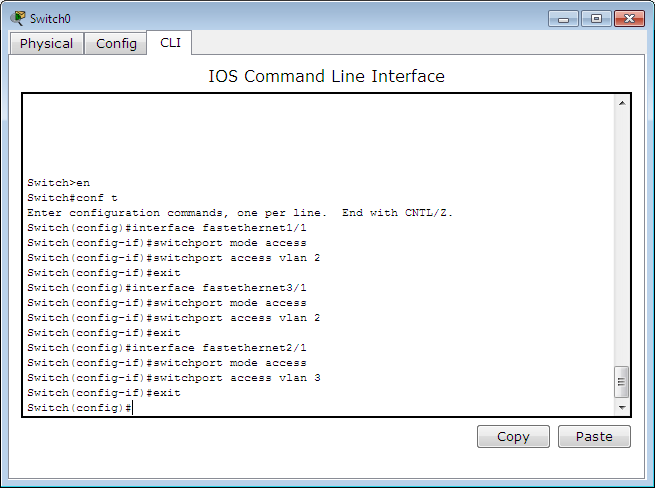 Switch0
Physical Config CLI
IOS Command Line Interface
Switch>en
Switch#conf t
Enter configuration commands, one per line.  End with CNTL/Z.
Switch(config)#interface fastethernet1/1
Switch(config-if)#switchport mode access
Switch(config-if)#switchport access vlan 2
Switch(config-if)#exit
Switch(config)#interface fastethernet3/1
Switch(config-if)#switchport mode access
Switch(config-if)#switchport access vlan 2
Switch(config-if)#exit
Switch(config)#interface fastethernet2/1
Switch(config-if)#switchport mode access
Switch(config-if)#switchport access vlan 3
Switch(config-if)#exit
Switch(config)#
Copy Paste